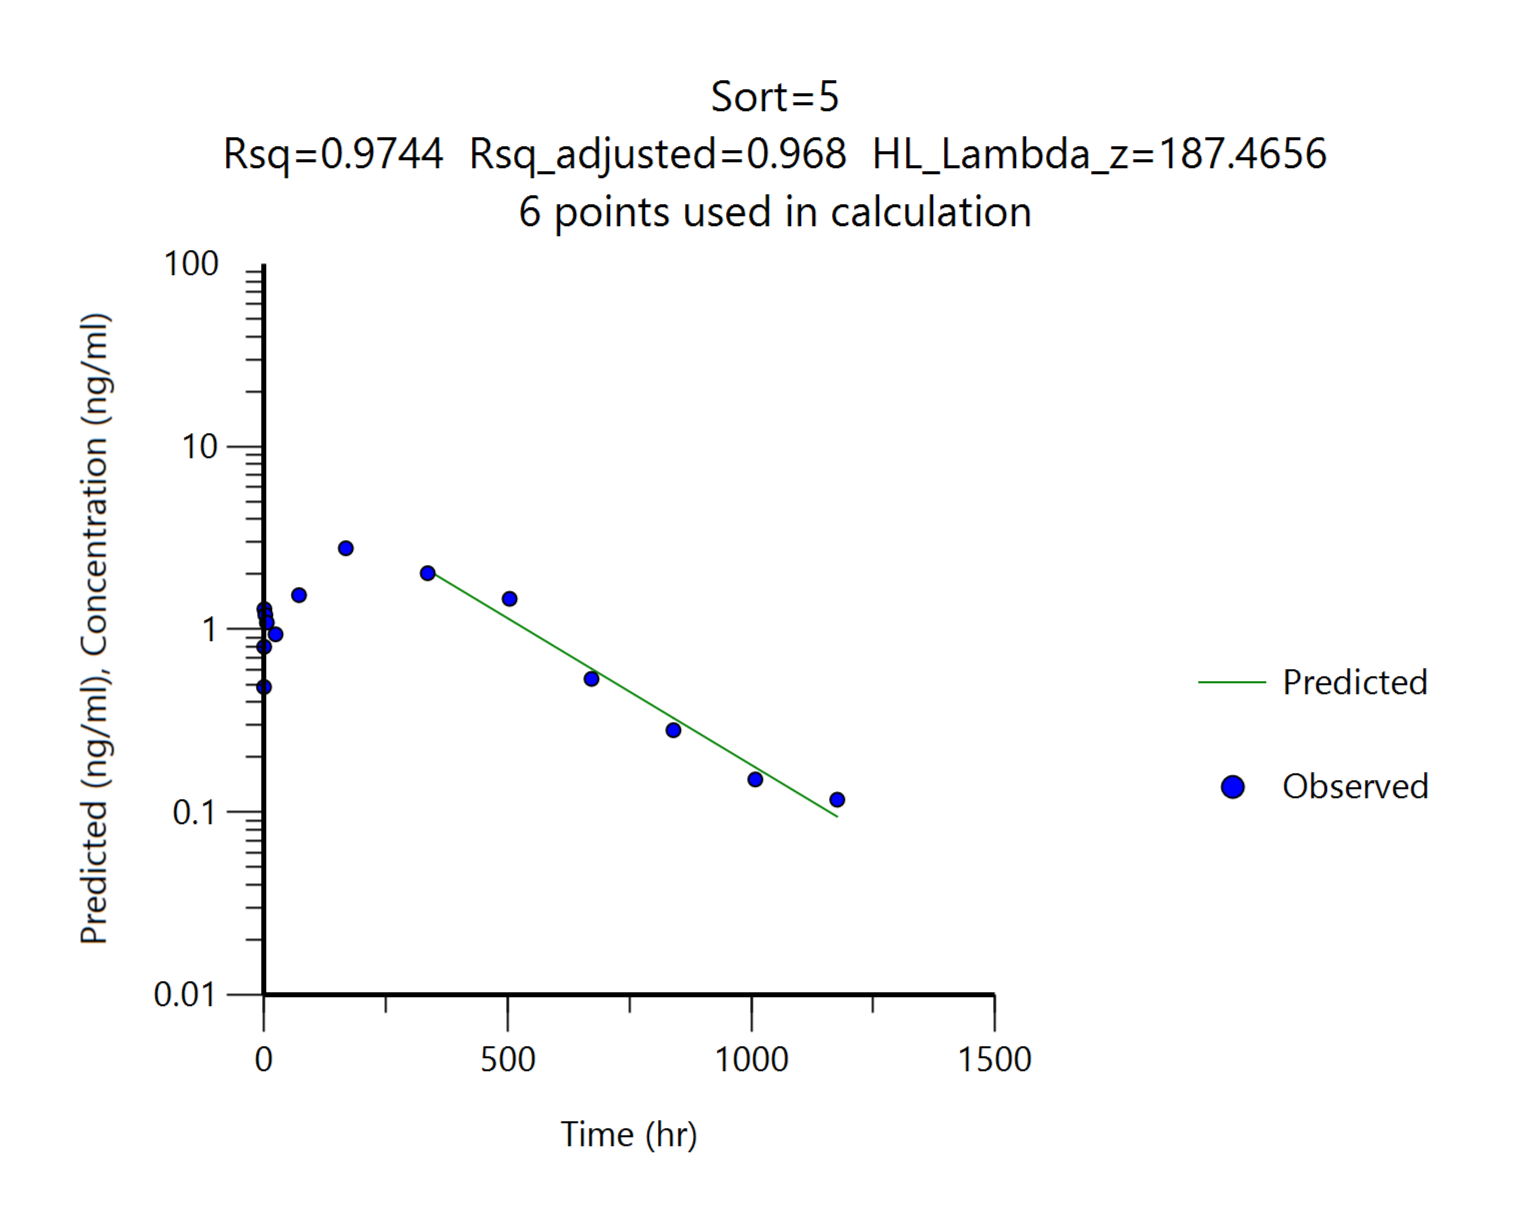 Sort=5
Rsq=0.9744 Rsq_adjusted=0.968 HL_Lambda_z=187.4656
6 points used in calculation
Predicted (ng/ml), Concentration (ng/ml)
100
10
1
0.1
0.01
0 500 1000 1500
Time (hr)
Predicted
Observed